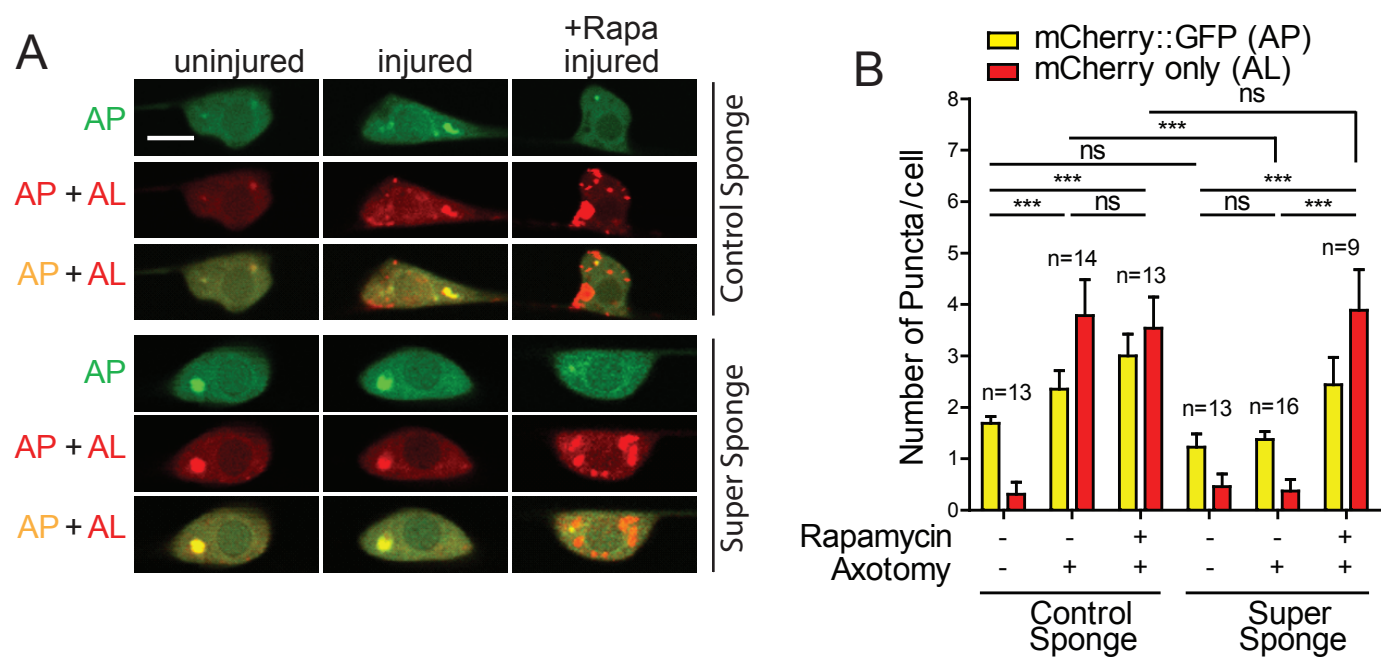 A
uninjured
injured
+Rapa
injured
AP
AP + AL
AP + AL
Control Sponge
AP
AP + AL
AP + AL
Super Sponge
B
mCherry::GFP (AP)
mCherry only (AL)
Number of Puncta/cell
8
7
6
5
4
3
2
1
0
ns
***
ns
***
***
***
ns
ns
***
n=13
n=14
n=13
n=13
n=16
n=9
Rapamycin - - + - - +
Axotomy - + + - + +
Control
Sponge
Super
Sponge